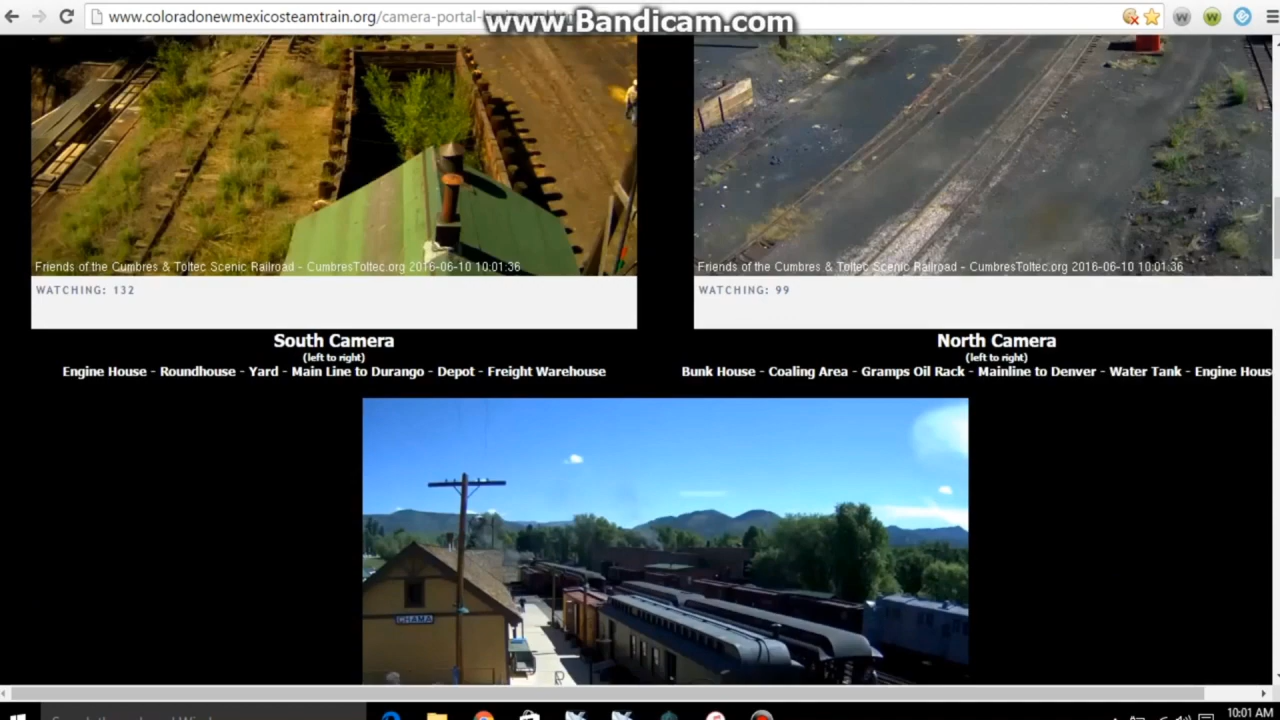 www.coloradonewmexicosteamtrain.org/camera-portal-
www.Bandicam.com
Friends of the Cumbres & Toltec Scenic Railroad - CumbresToltec.org 2016-06-10 10:01:36
Friends of the Cumbres & Toltec Scenic Railroad - CumbresToltec.org 2016-06-10 10:01:36
WATCHING: 132
WATCHING: 99
South Camera
(left to right)
Engine House - Roundhouse - Yard - Main Line to Durango - Depot - Freight Warehouse
North Camera
(left to right)
Bunk House - Coaling Area - Gramps Oil Rack - Mainline to Denver - Water Tank - Engine Hous
CHAMA
10:01 AM